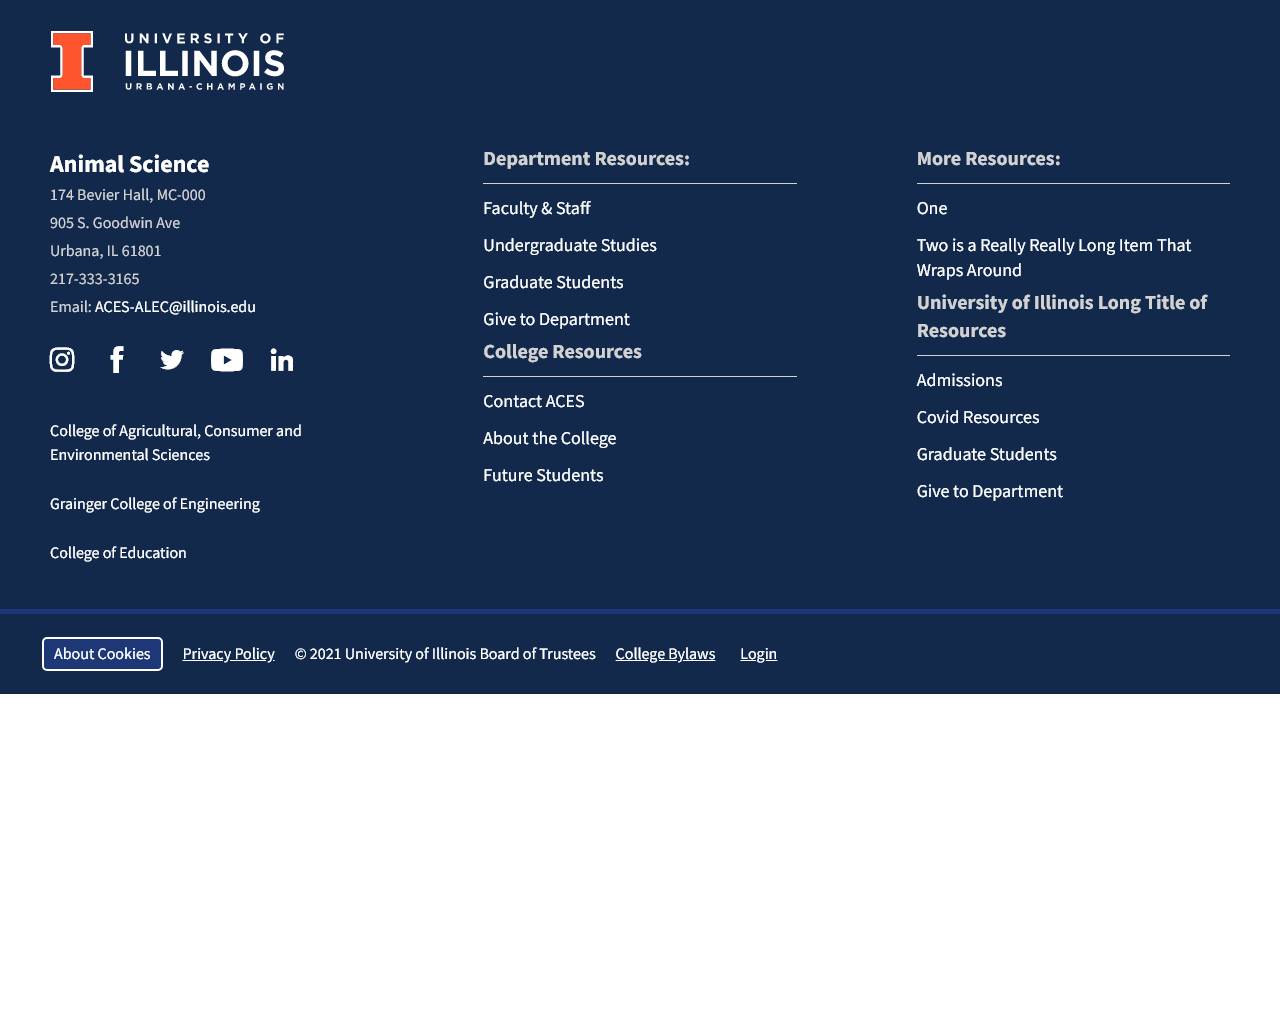 UNIVERSITY OF
ILLINOIS
URBANA-CHAMPAIGN
Animal Science
174 Bevier Hall, MC-000
905 S. Goodwin Ave
Urbana, IL 61801
217-333-3165
Email: ACES-ALEC@illinois.edu
College of Agricultural, Consumer and
Environmental Sciences
Grainger College of Engineering
College of Education
Department Resources:
Faculty & Staff
Undergraduate Studies
Graduate Students
Give to Department
College Resources
Contact ACES
About the College
Future Students
More Resources:
One
Two is a Really Really Long Item That
Wraps Around
University of Illinois Long Title of
Resources
Admissions
Covid Resources
Graduate Students
Give to Department
About Cookies Privacy Policy © 2021 University of Illinois Board of Trustees College Bylaws Login